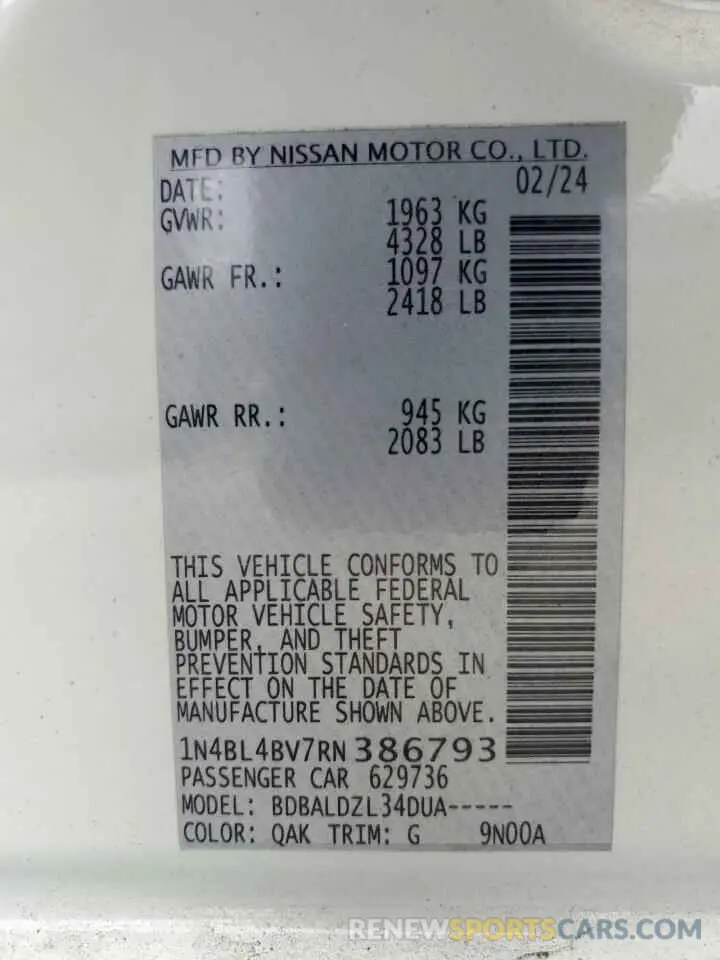 MFD BY NISSAN MOTOR CO., LTD.
DATE: 02/24
GVWR: 1963 KG
4328 LB
GAWR FR.: 1097 KG
2418 LB
GAWR RR.: 945 KG
2083 LB
THIS VEHICLE CONFORMS TO
ALL APPLICABLE FEDERAL
MOTOR VEHICLE SAFETY,
BUMPER, AND THEFT
PREVENTION STANDARDS IN
EFFECT ON THE DATE OF
MANUFACTURE SHOWN ABOVE.
1N4BL4BV7RN386793
PASSENGER CAR 629736
MODEL: BDBALDZL34DUA-----
COLOR: QAK TRIM: G 9N00A
RENEWSPORTSCARS.COM